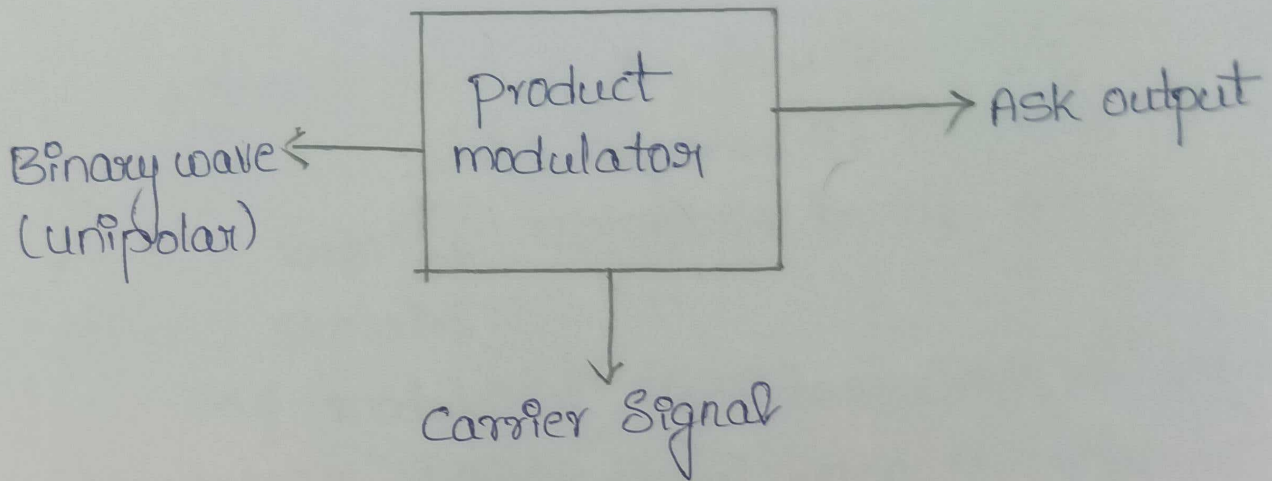 Product
modulator
ASK output
Binary wave
(unipolar)
Carrier Signal